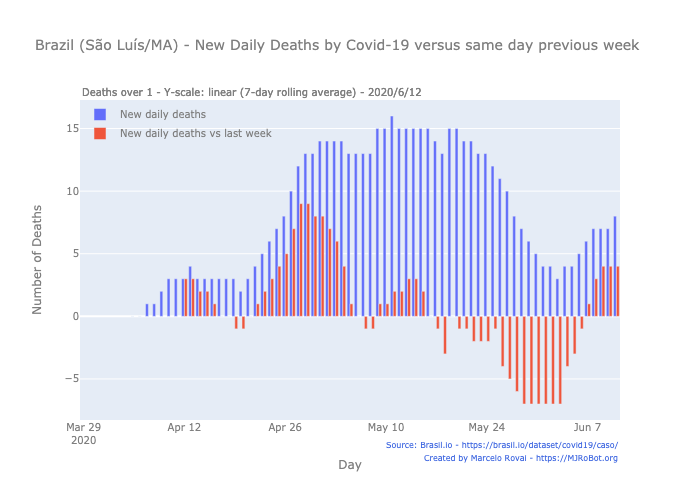 Brazil (São Luís/MA) - New Daily Deaths by Covid-19 versus same day previous week
Deaths over 1 - Y-scale: linear (7-day rolling average) - 2020/6/12
New daily deaths
New daily deaths vs last week
15
10
5
0
−5
Number of Deaths
Mar 29
2020
Apr 12
Apr 26
May 10
May 24
Jun 7
Day
Source: Brasil.io - https://brasil.io/dataset/covid19/caso/
Created by Marcelo Rovai - https://MJRoBot.org